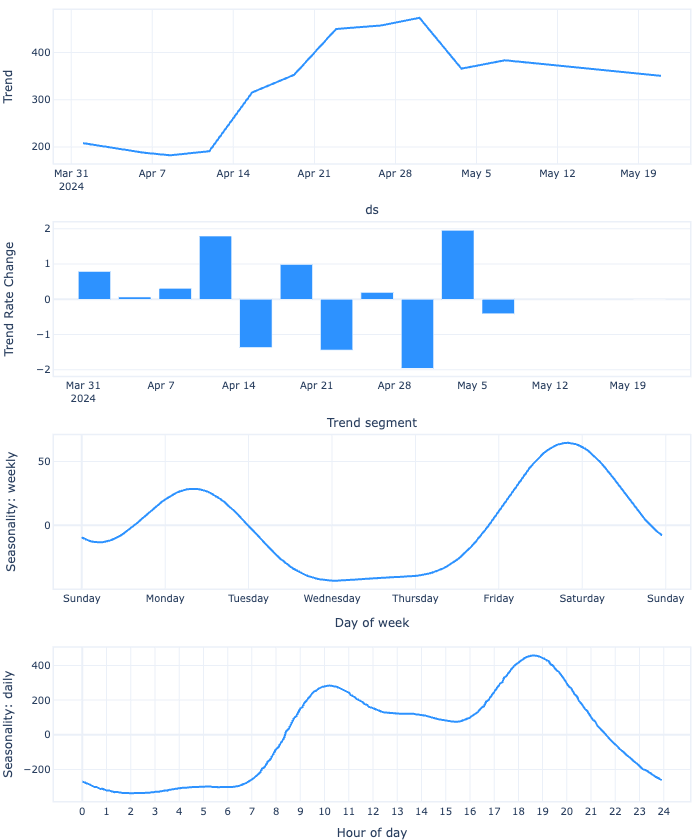 Trend
400
300
200
Mar 31 Apr 7 Apr 14 Apr 21 Apr 28 May 5 May 12 May 19
2024
ds
Trend Rate Change
2
1
0
−1
−2
Mar 31 Apr 7 Apr 14 Apr 21 Apr 28 May 5 May 12 May 19
2024
Trend segment
Seasonality: weekly
50
0
Sunday Monday Tuesday Wednesday Thursday Friday Saturday Sunday
Day of week
Seasonality: daily
400
200
0
−200
0 1 2 3 4 5 6 7 8 9 10 11 12 13 14 15 16 17 18 19 20 21 22 23 24
Hour of day